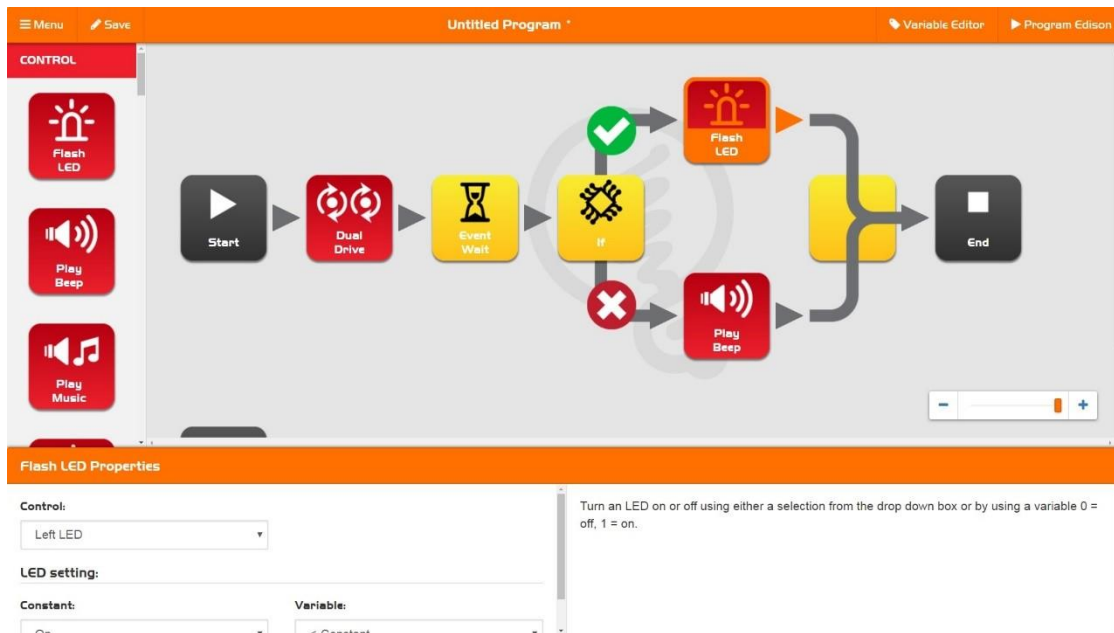 Menu
Save
Untitled Program *
Variable Editor
Program Edison
CONTROL
Flash
LED
Play
Beep
Play
Music
Start
Dual
Drive
Event
Wait
If
Flash
LED
Play
Beep
End
- +
Flash LED Properties
Control:
Left LED
LED setting:
Constant:
Variable:
On
< Constant
Turn an LED on or off using either a selection from the drop down box or by using a variable 0 =
off, 1 = on.